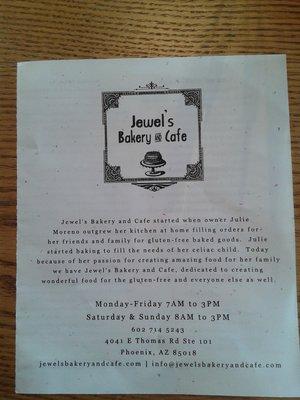 Jewel's
Bakery AND Cafe
Jewel's Bakery and Cafe started when owner Julie
Moreno outgrew her kitchen at home filling orders for
her friends and family for gluten-free baked goods. Julie
started baking to fill the needs of her celiac child. Today
because of her passion for creating amazing food for her family
we have Jewel's Bakery and Cafe, dedicated to creating
wonderful food for the gluten-free and everyone else as well.
Monday-Friday 7AM to 3PM
Saturday & Sunday 8AM to 3PM
602 714 5243
4041 E Thomas Rd Ste 101
Phoenix, AZ 85018
jewelsbakeryandcafe.com | info@jewelsbakeryandcafe.com